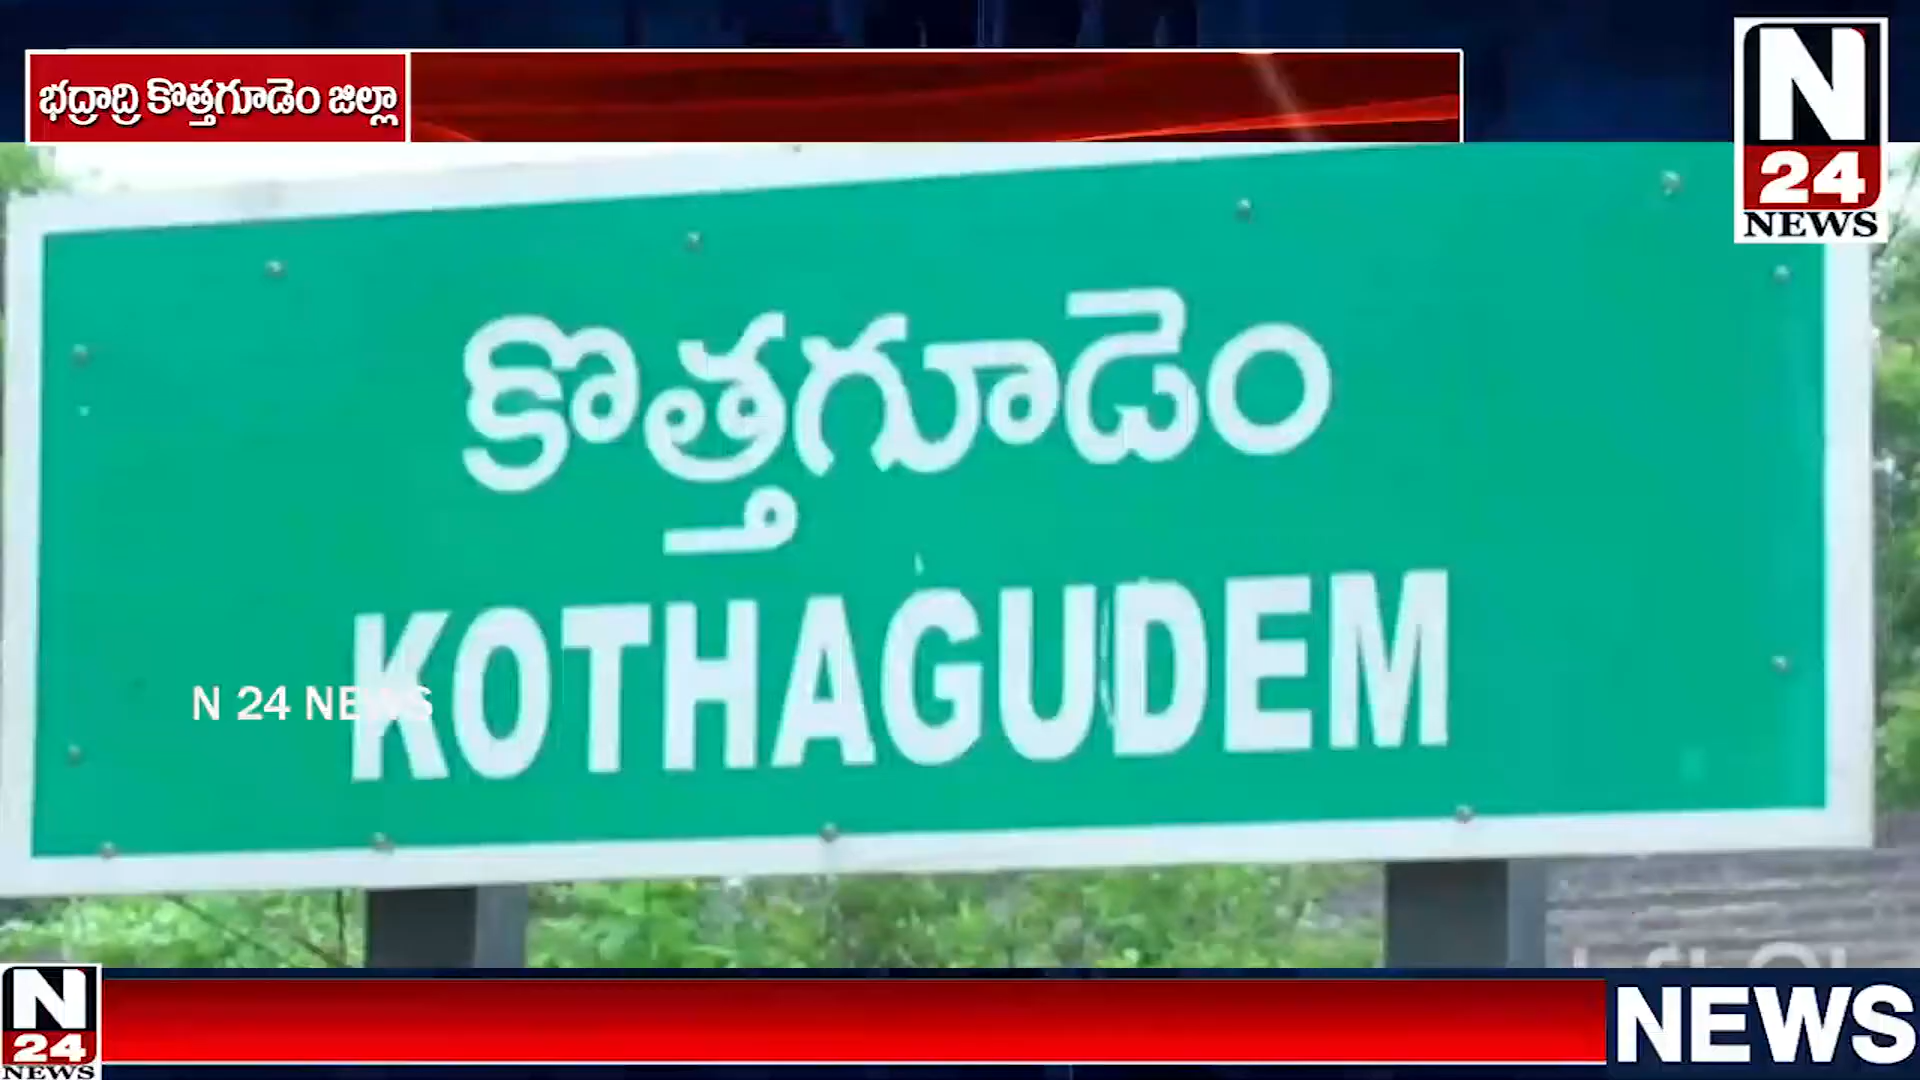 భద్రాద్రి కొత్తగూడెం జిల్లా
N
24
NEWS
కొత్తగూడెం
KOTHAGUDEM
N 24 NEWS
N
24
NEWS
NEWS